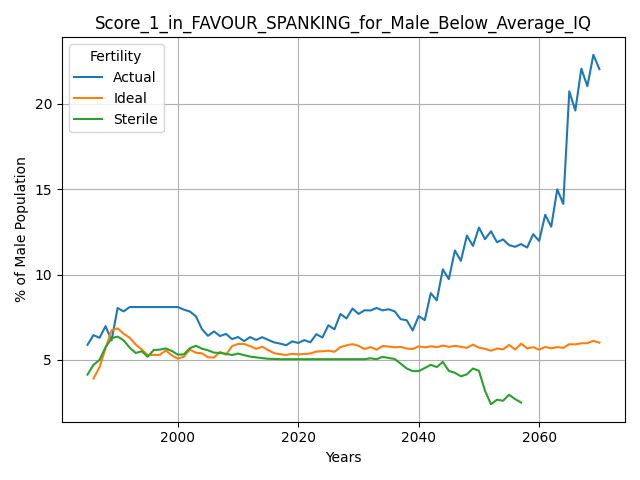 Score_1_in_FAVOUR_SPANKING_for_Male_Below_Average_IQ
Fertility
Actual
Ideal
Sterile
% of Male Population
20
15
10
5
2000
2020
2040
2060
Years